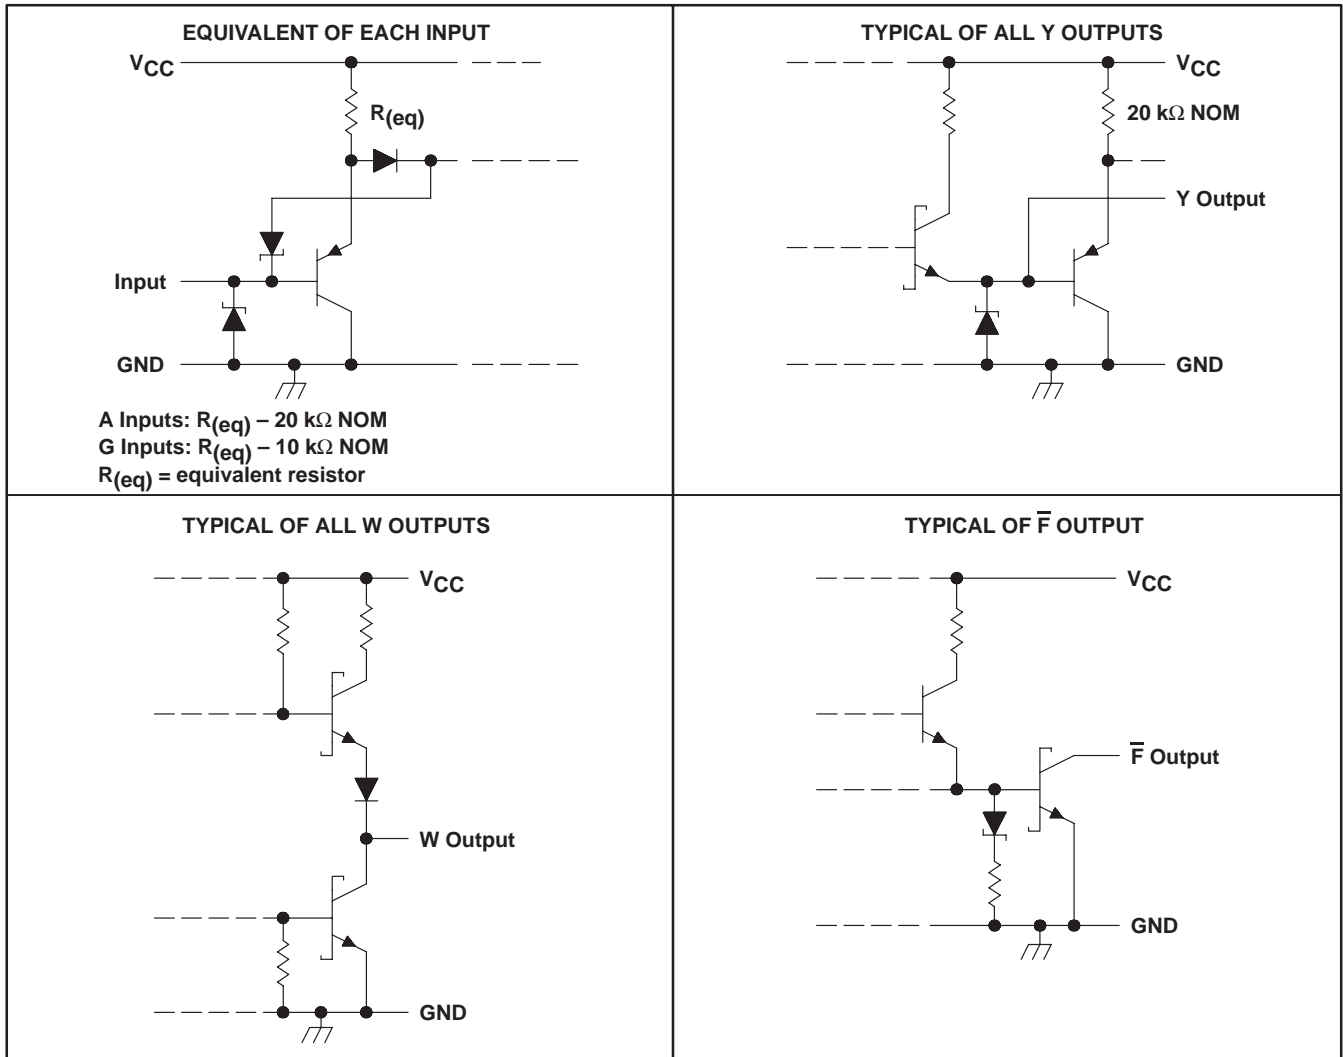 EQUIVALENT OF EACH INPUT
VCC
R(eq)
Input
GND
A Inputs: R(eq) – 20 kΩ NOM
G Inputs: R(eq) – 10 kΩ NOM
R(eq) = equivalent resistor
TYPICAL OF ALL Y OUTPUTS
VCC
20 kΩ NOM
Y Output
GND
TYPICAL OF ALL W OUTPUTS
VCC
W Output
GND
TYPICAL OF F̅ OUTPUT
VCC
F̅ Output
GND